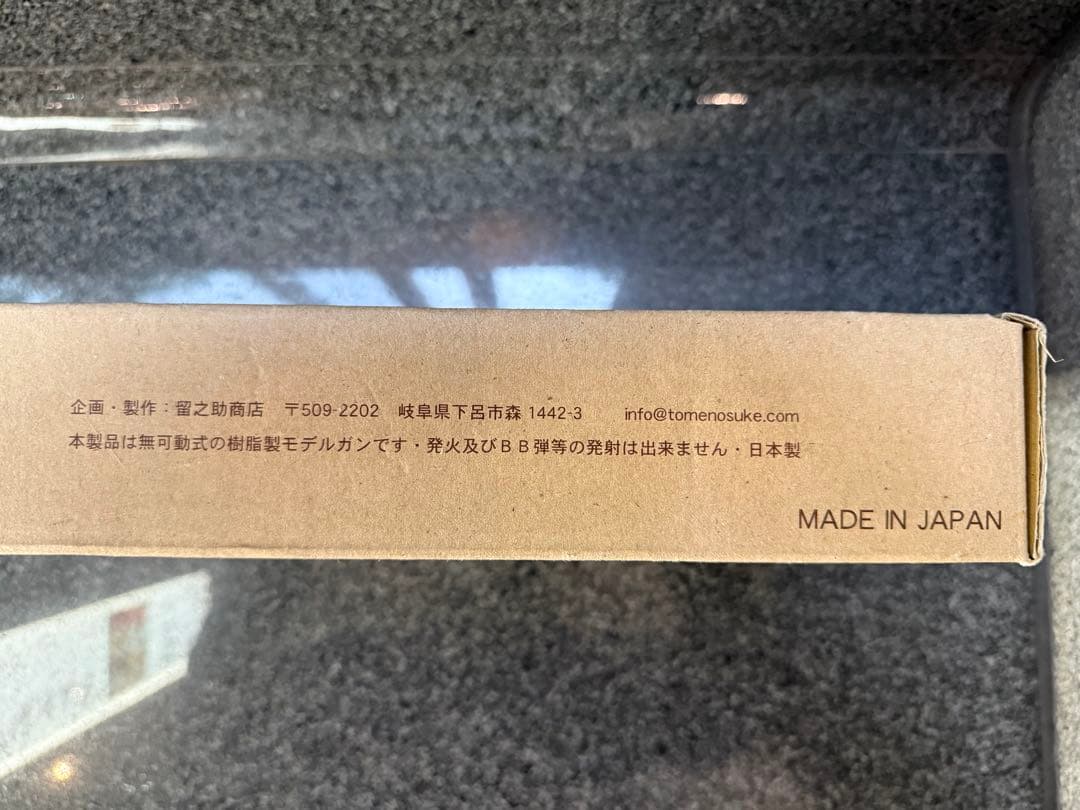 企画・製作：留之助商店　〒509-2202　岐阜県下呂市森 1442-3　info@tomenosuke.com
本製品は無可動式の樹脂製モデルガンです・発火及びＢＢ弾等の発射は出来ません・日本製
MADE IN JAPAN